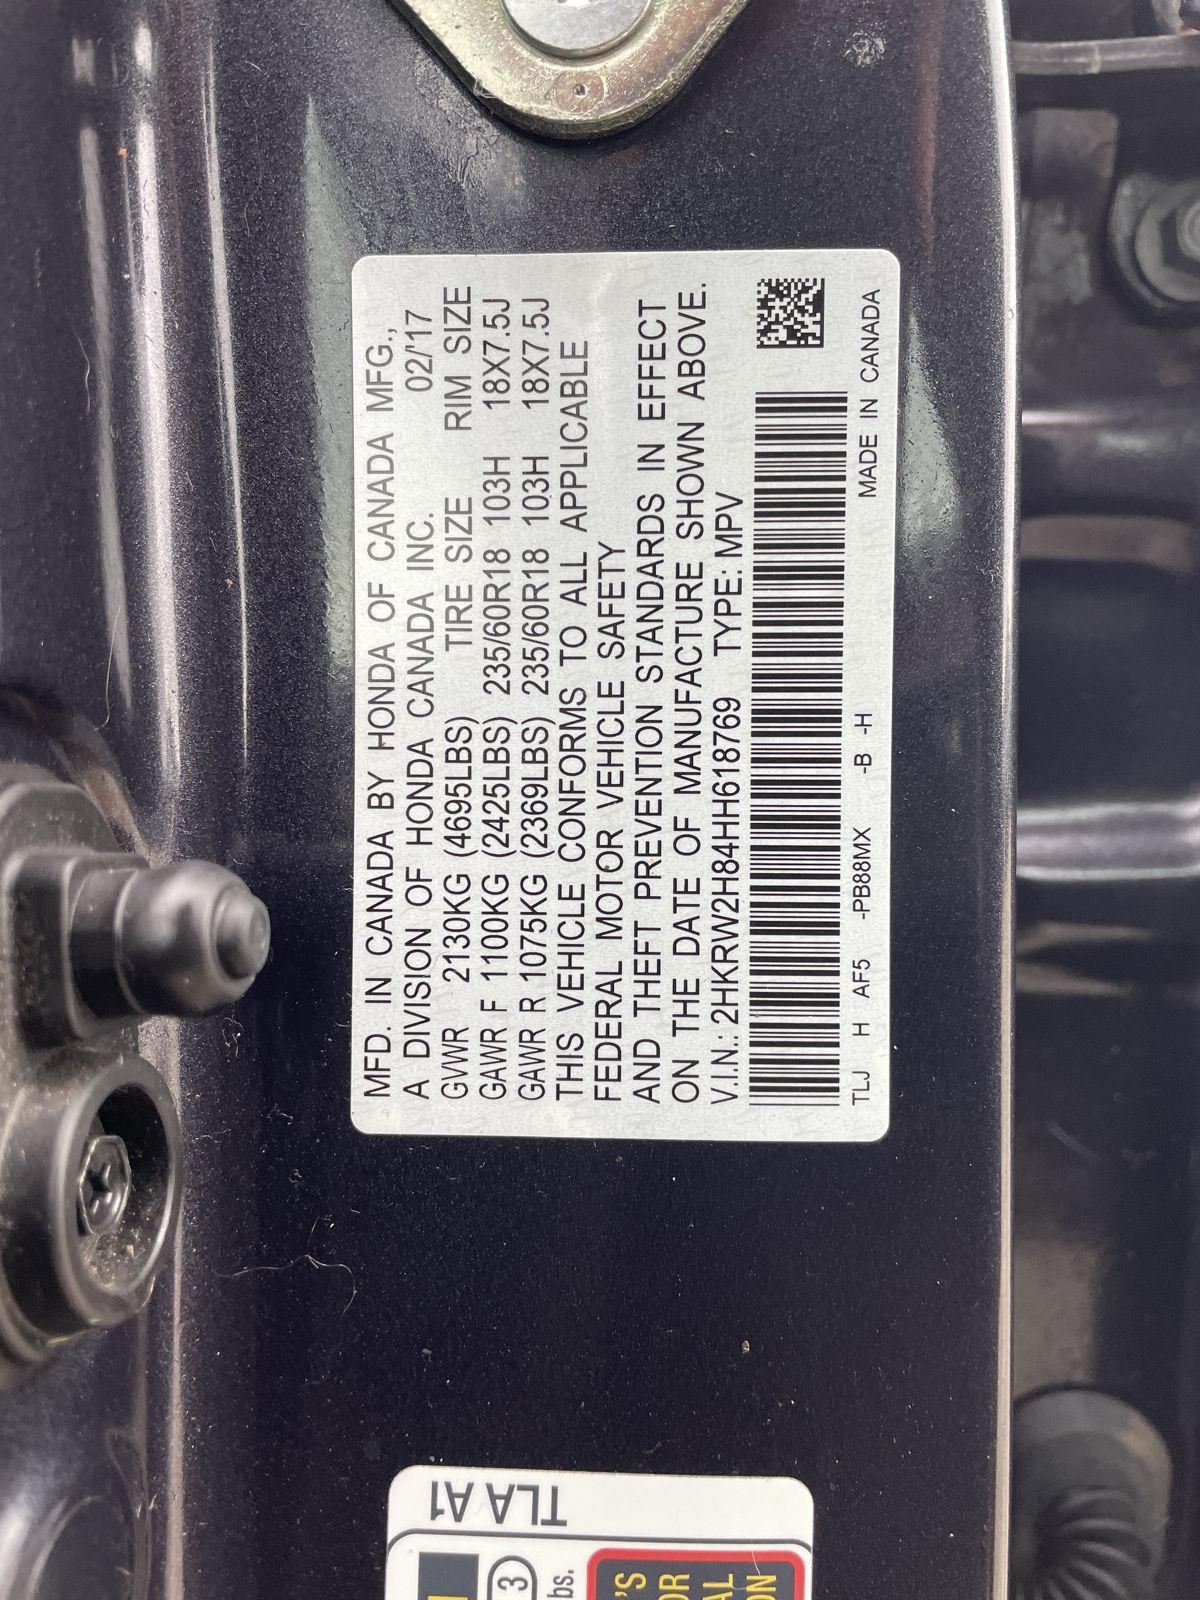 MFD. IN CANADA BY HONDA OF CANADA MFG.,
A DIVISION OF HONDA CANADA INC. 02/'17
GVWR 2130KG (4695LBS) TIRE SIZE RIM SIZE
GAWR F 1100KG (2425LBS) 235/60R18 103H 18X7.5J
GAWR R 1075KG (2369LBS) 235/60R18 103H 18X7.5J
THIS VEHICLE CONFORMS TO ALL APPLICABLE
FEDERAL MOTOR VEHICLE SAFETY
AND THEFT PREVENTION STANDARDS IN EFFECT
ON THE DATE OF MANUFACTURE SHOWN ABOVE.
V.I.N.: 2HKRW2H84HH618769 TYPE: MPV
TLJ H AF5 -PB88MX -B -H MADE IN CANADA
TLA A1
3